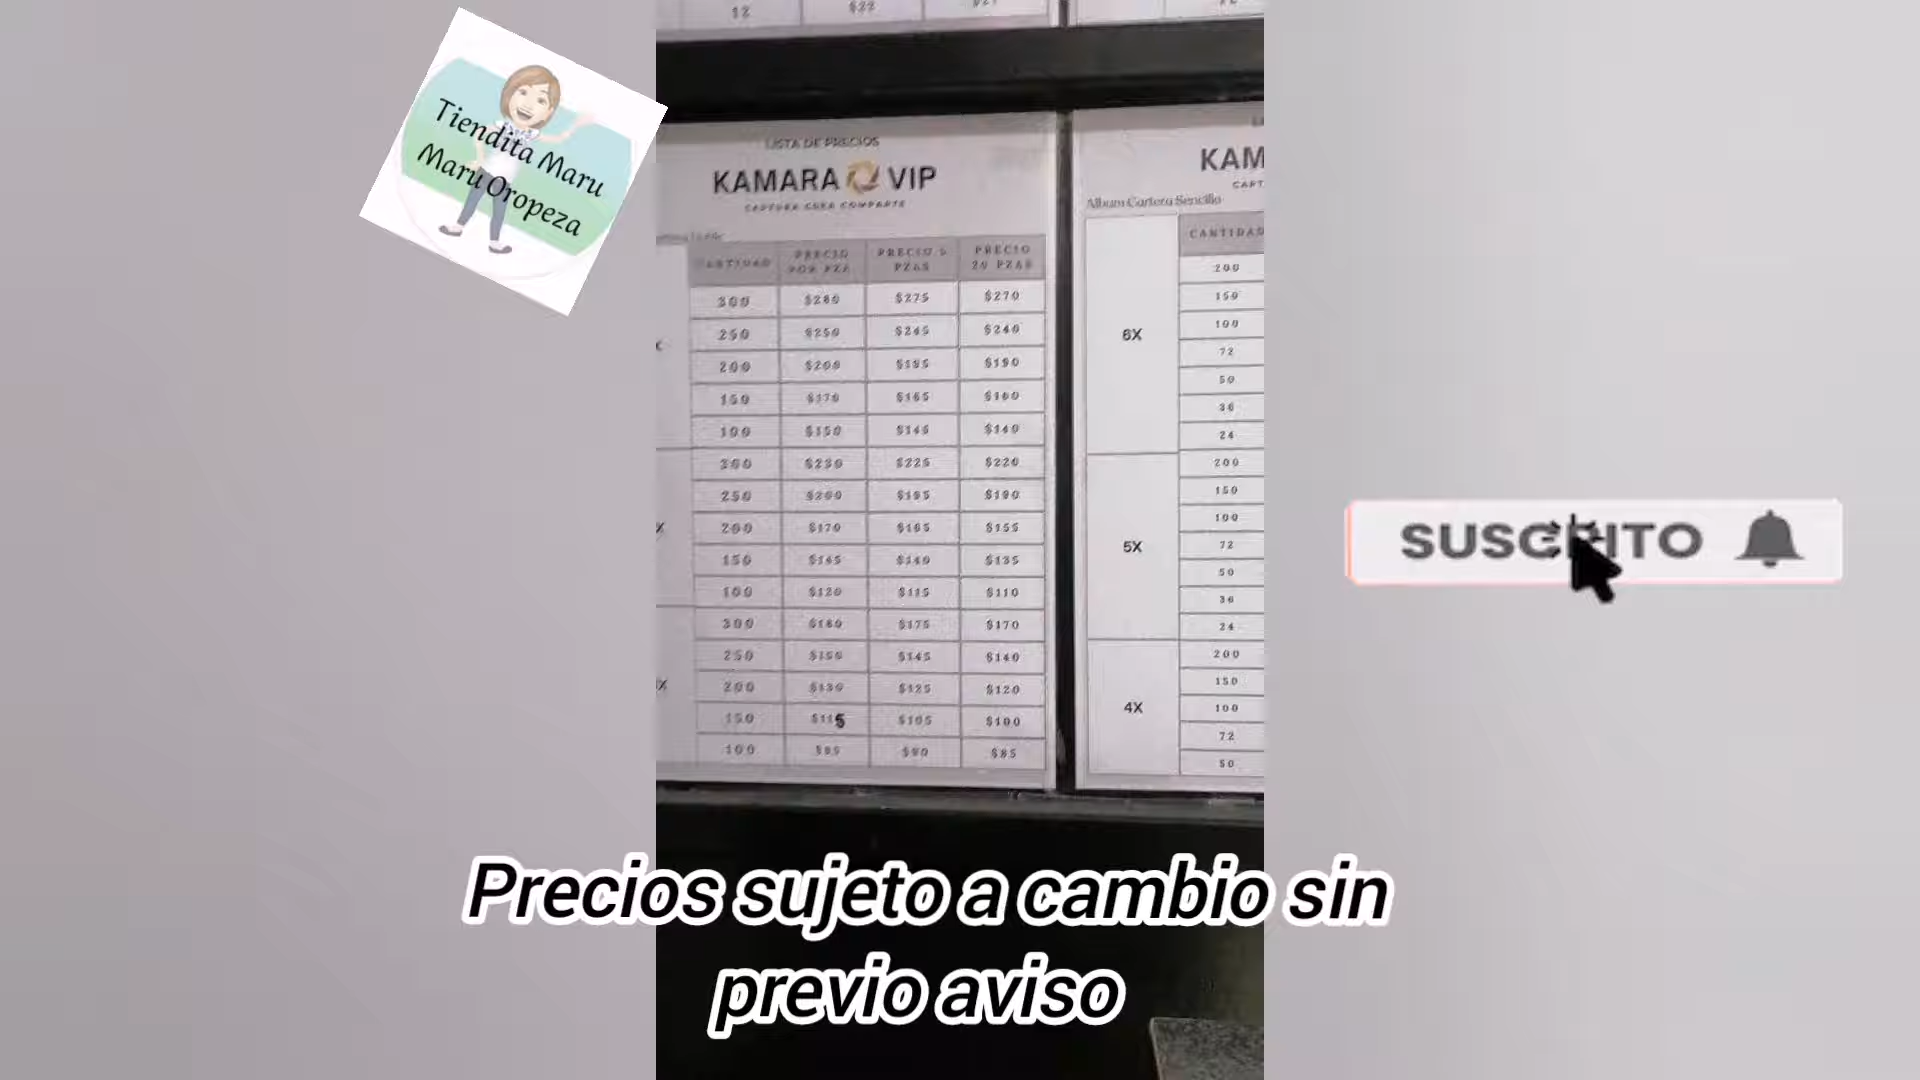 12 $22 $21
Tiendita Maru
Maru Oropeza
LISTA DE PRECIOS
KAMARA VIP
CAPTURA CREA COMPARTE
CANTIDAD PRECIO POR PZA PRECIO 5 PZAS PRECIO 20 PZAS
300 $280 $275 $270
250 $250 $245 $240
200 $200 $195 $190
150 $170 $165 $160
100 $150 $145 $140
300 $230 $225 $220
250 $200 $195 $190
200 $170 $165 $155
150 $145 $140 $135
100 $120 $115 $110
300 $180 $175 $170
250 $150 $145 $140
200 $130 $125 $120
150 $115 $105 $100
100 $95 $90 $85
KAM
CAPT
Album Cartera Sencillo
CANTIDAD
6X
200
150
100
72
50
36
24
5X
200
150
100
72
50
36
24
4X
200
150
100
72
50
SUSCRITO
Precios sujeto a cambio sin
previo aviso